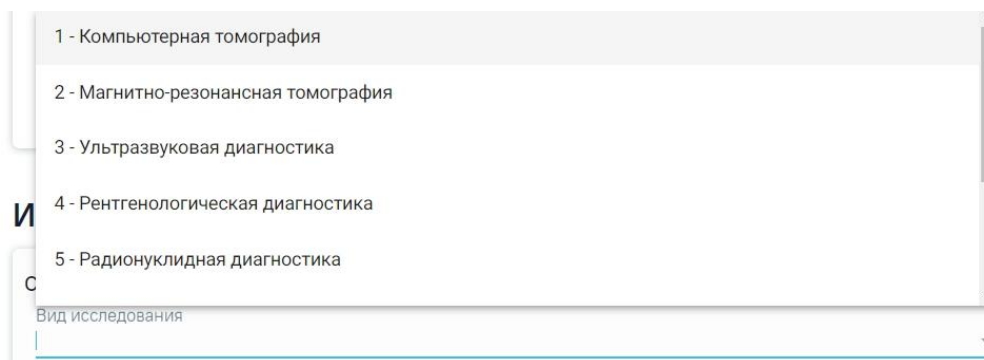 1 - Компьютерная томография
2 - Магнитно-резонансная томография
3 - Ультразвуковая диагностика
4 - Рентгенологическая диагностика
И
5 - Радионуклидная диагностика
Вид исследования